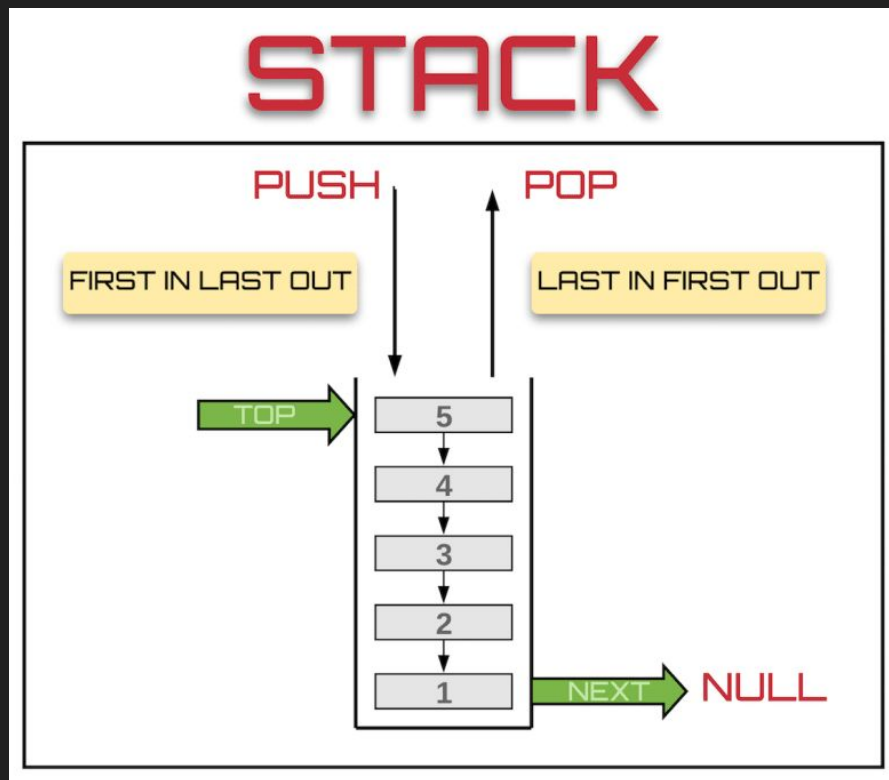 STACK
PUSH POP
FIRST IN LAST OUT LAST IN FIRST OUT
TOP 5
4
3
2
1 NEXT NULL